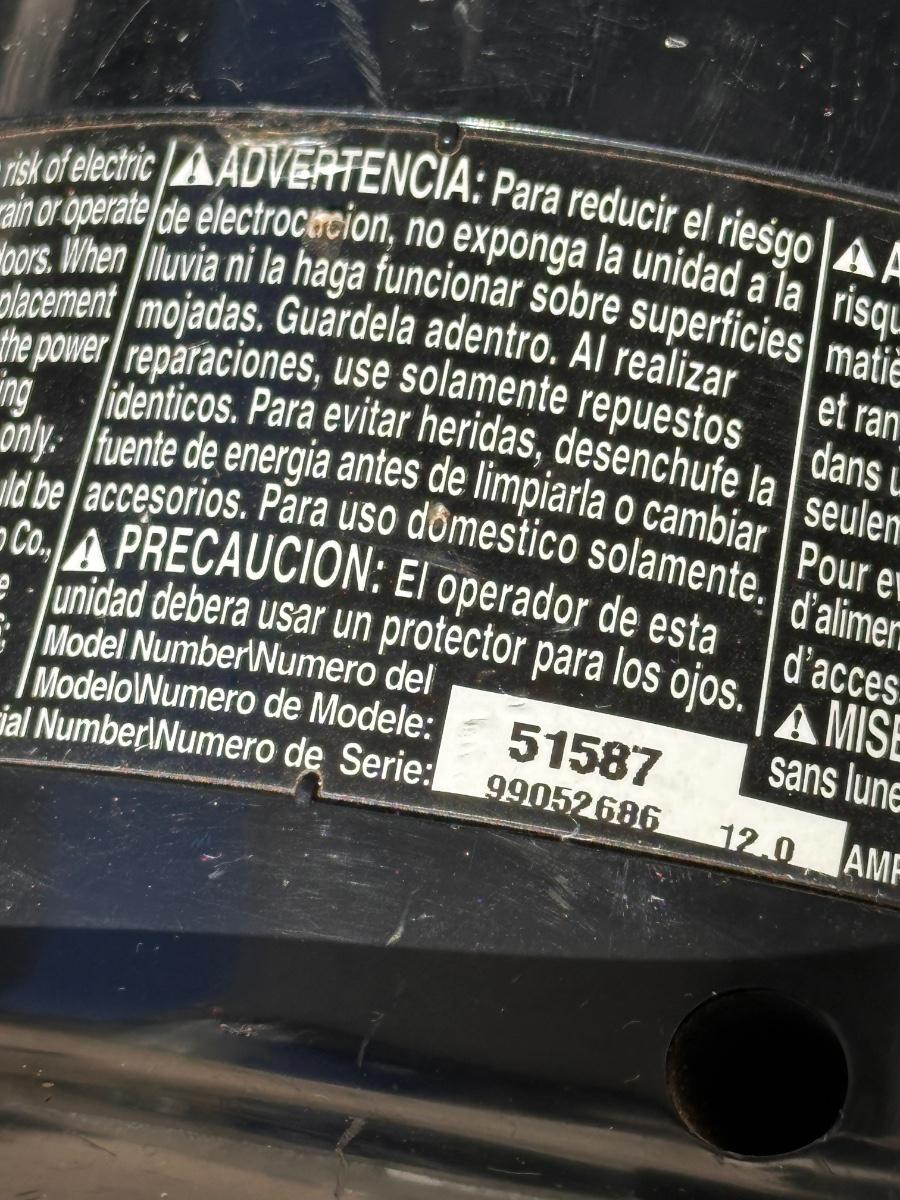 risk of electric
rain or operate
doors. When
placement
the power
ing
only.
uld be
Co.,
⚠ADVERTENCIA: Para reducir el riesgo
de electrocucion, no exponga la unidad a la
lluvia ni la haga funcionar sobre superficies
mojadas. Guardela adentro. Al realizar
reparaciones, use solamente repuestos
identicos. Para evitar heridas, desenchufe la
fuente de energia antes de limpiarla o cambiar
accesorios. Para uso domestico solamente.
⚠PRECAUCION: El operador de esta
unidad debera usar un protector para los ojos.
Model Number\Numero del
Modelo\Numero de Modele:
ial Number\Numero de Serie:
51587
99052686 12.0 AMP
⚠A
risqu
matiè
et ran
dans u
seulem
Pour ev
d'alimen
d'acces
⚠MISE
sans lune